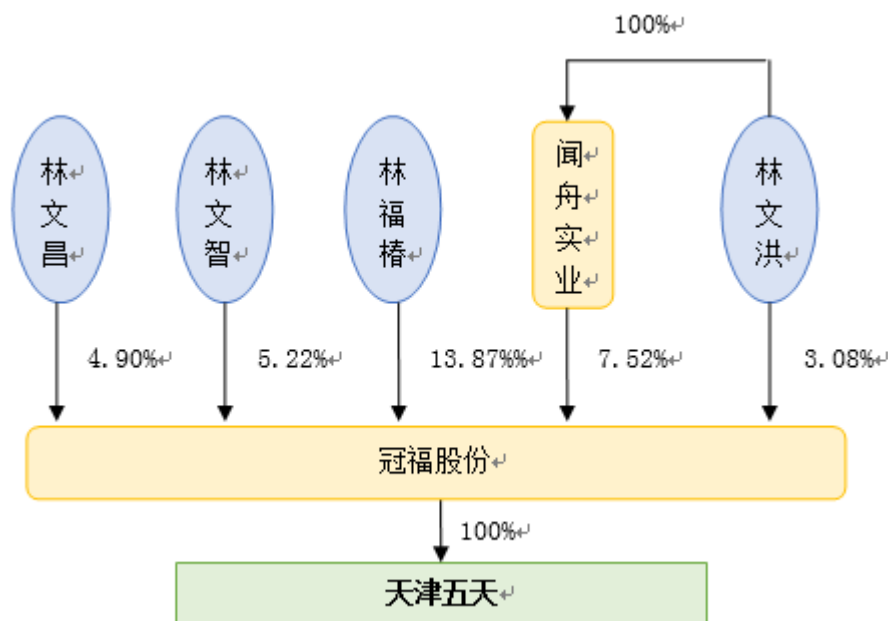 100%↵
林↵
文
昌↵
林↵
文
智↵
林
福
椿↵
闻↵
舟↵
实
业↵
林
文
洪↵
4.90%↵
5.22%↵
13.87%%↵
7.52%↵
3.08%↵
冠福股份↵
100%↵
天津五天↵